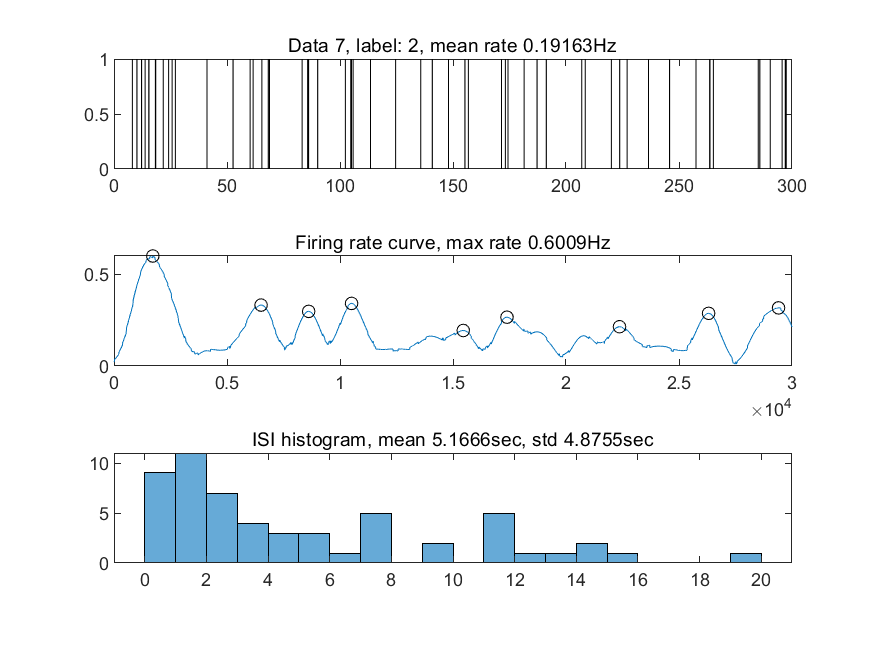 Data 7, label: 2, mean rate 0.19163Hz
1
0.5
0
0 50 100 150 200 250 300
Firing rate curve, max rate 0.6009Hz
0.5
0
0 0.5 1 1.5 2 2.5 3
×10^4
ISI histogram, mean 5.1666sec, std 4.8755sec
10
5
0
0 2 4 6 8 10 12 14 16 18 20